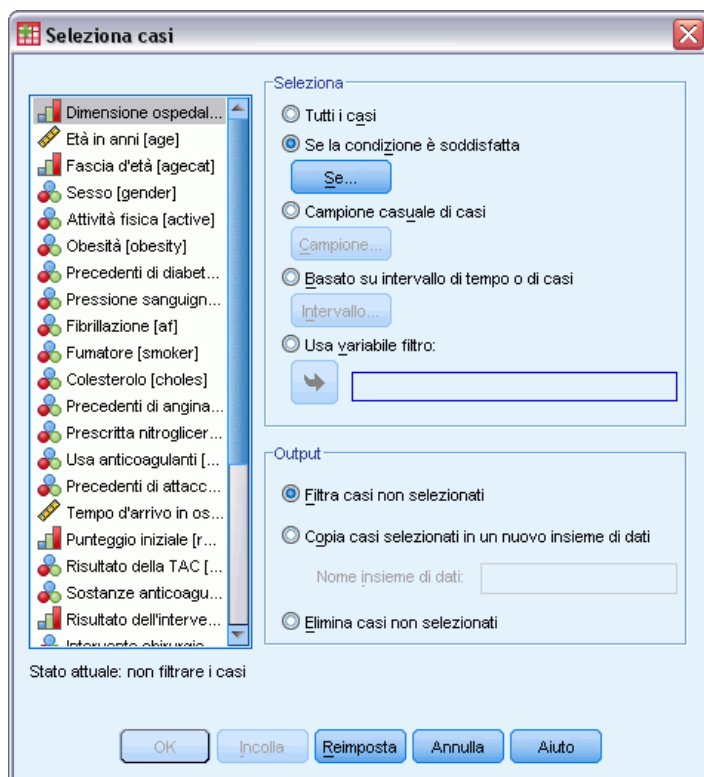 Seleziona casi
Dimensione ospedal...
Età in anni [age]
Fascia d'età [agecat]
Sesso [gender]
Attività fisica [active]
Obesità [obesity]
Precedenti di diabet...
Pressione sanguign...
Fibrillazione [af]
Fumatore [smoker]
Colesterolo [choles]
Precedenti di angina...
Prescritta nitroglicer...
Usa anticoagulanti [...
Precedenti di attacc...
Tempo d'arrivo in os...
Punteggio iniziale [r...
Risultato della TAC [...
Sostanze anticoagu...
Risultato dell'interve...
Stato attuale: non filtrare i casi
Seleziona
Tutti i casi
Se la condizione è soddisfatta
Se...
Campione casuale di casi
Campione...
Basato su intervallo di tempo o di casi
Intervallo...
Usa variabile filtro:
Output
Filtra casi non selezionati
Copia casi selezionati in un nuovo insieme di dati
Nome insieme di dati:
Elimina casi non selezionati
OK
Incolla
Reimposta
Annulla
Aiuto